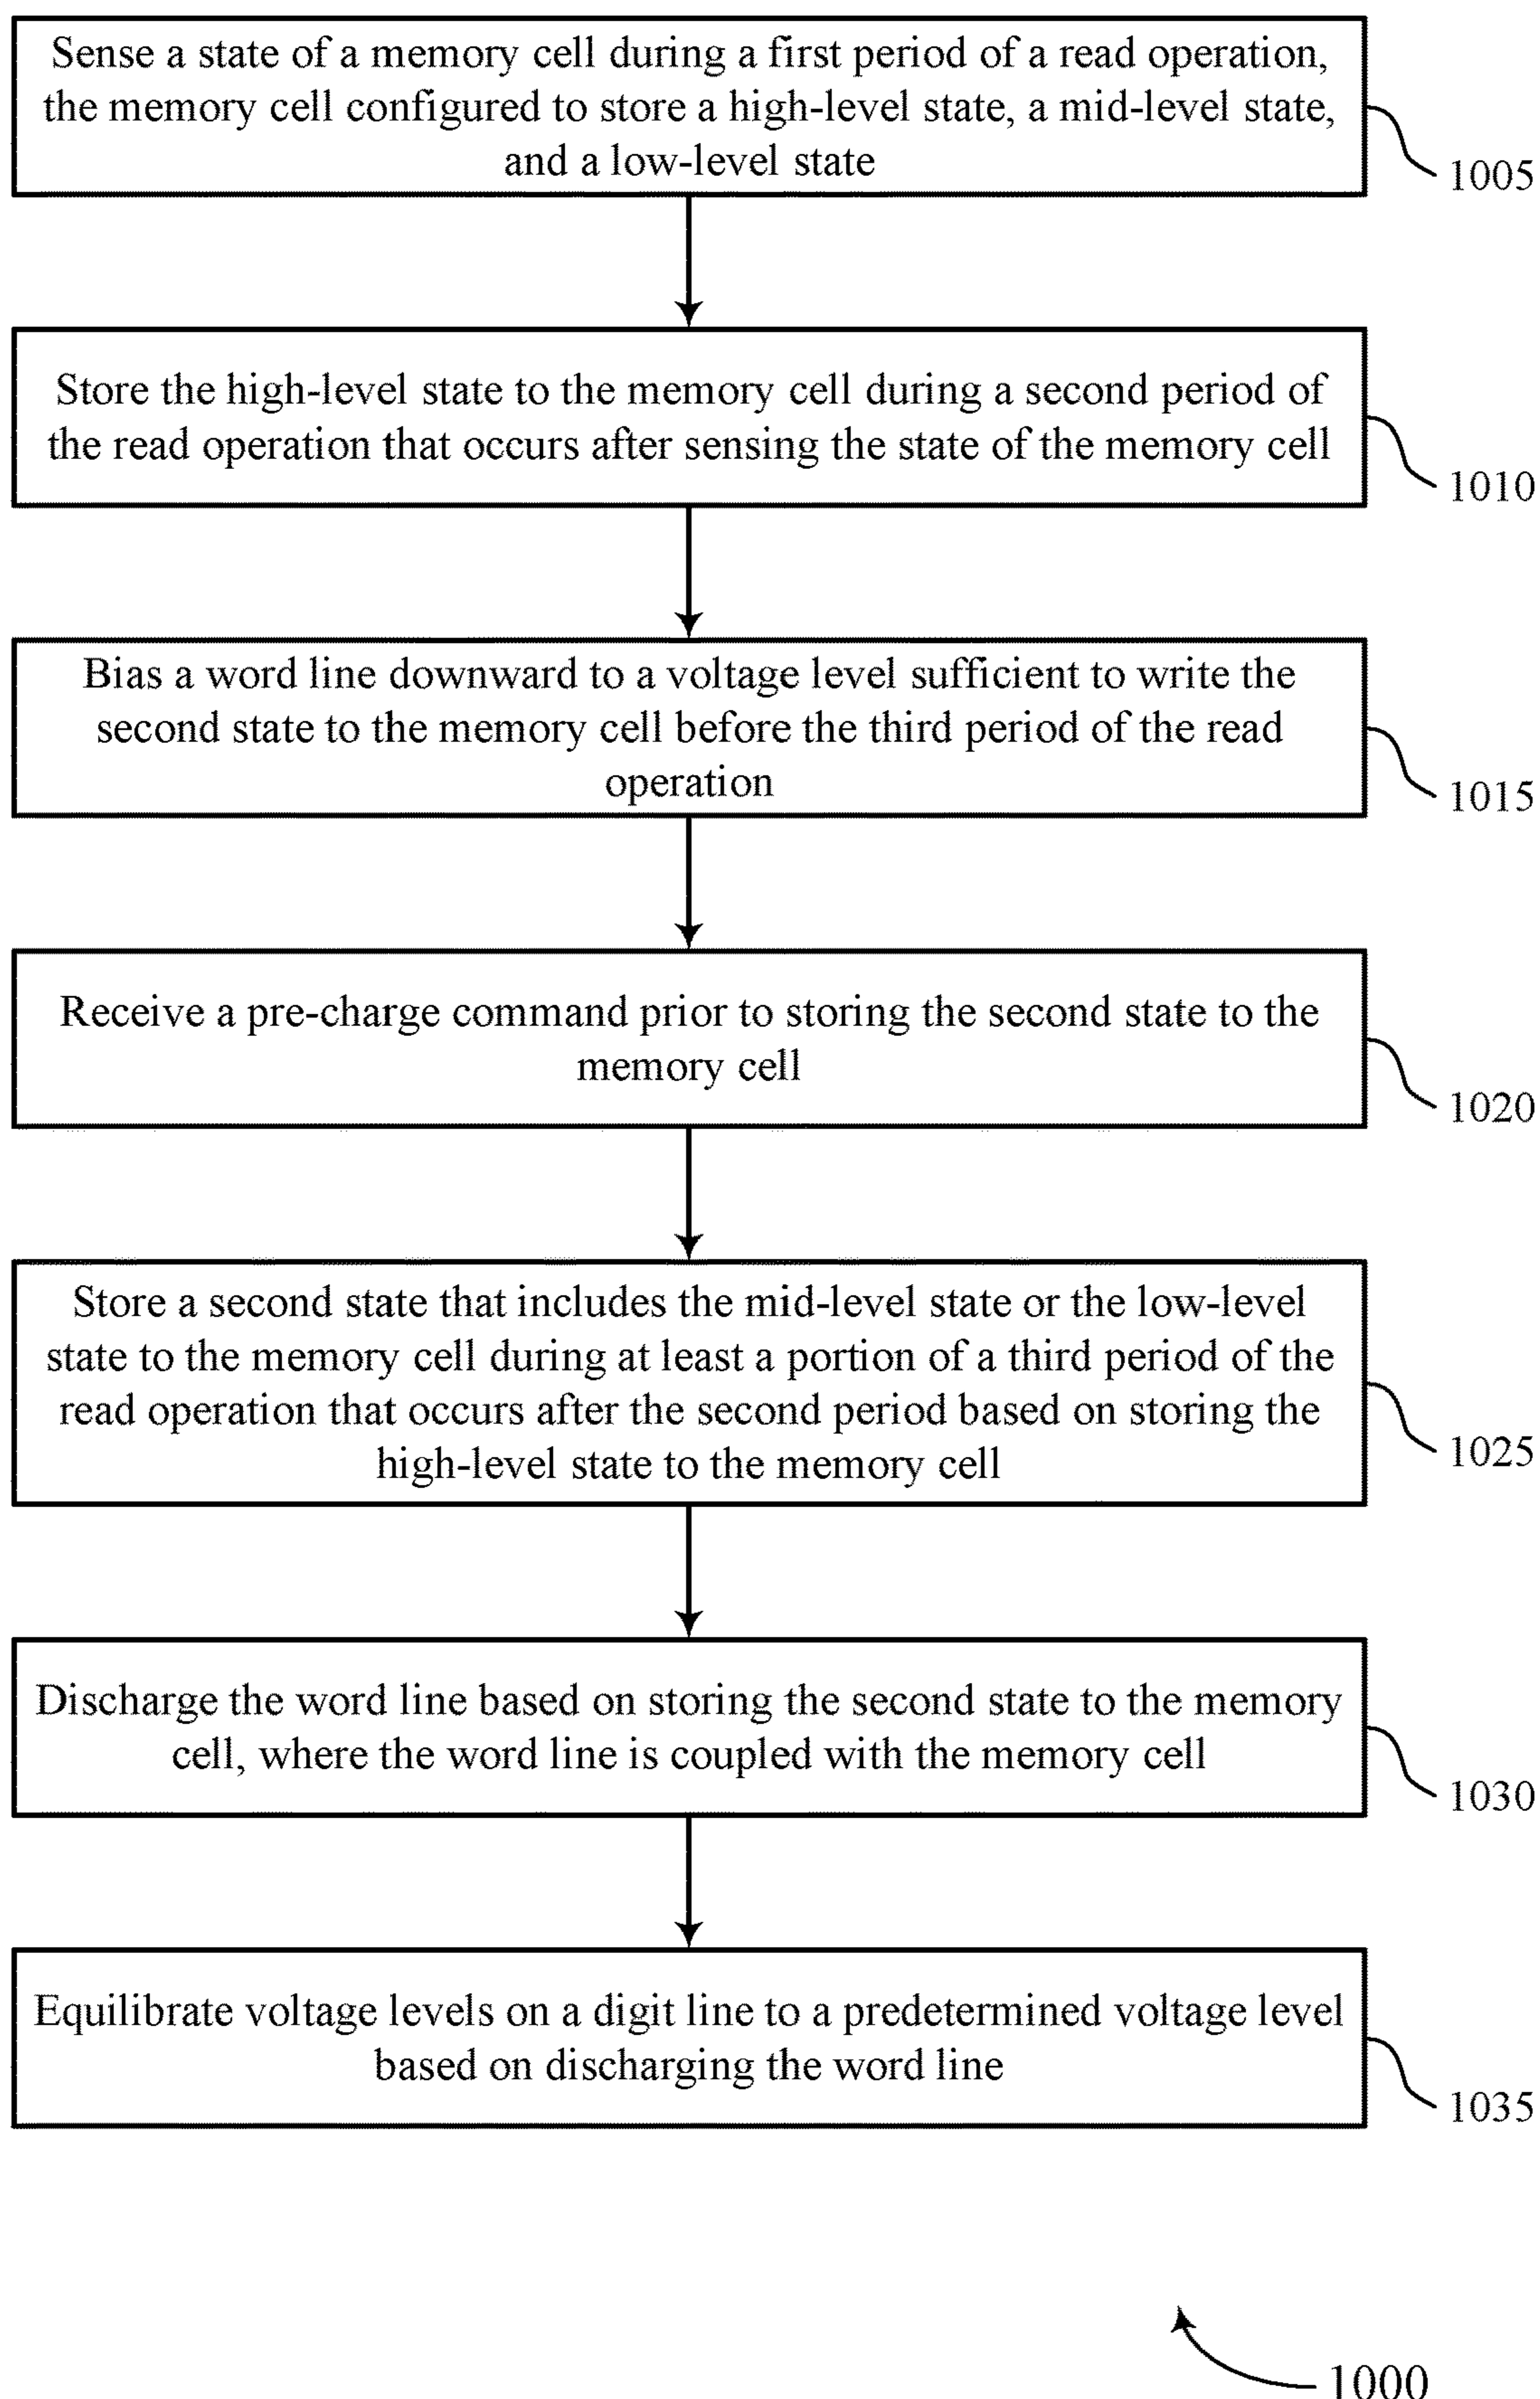 Sense a state of a memory cell during a first period of a read operation,
the memory cell configured to store a high-level state, a mid-level state,
and a low-level state
1005
Store the high-level state to the memory cell during a second period of
the read operation that occurs after sensing the state of the memory cell
1010
Bias a word line downward to a voltage level sufficient to write the
second state to the memory cell before the third period of the read
operation
1015
Receive a pre-charge command prior to storing the second state to the
memory cell
1020
Store a second state that includes the mid-level state or the low-level
state to the memory cell during at least a portion of a third period of the
read operation that occurs after the second period based on storing the
high-level state to the memory cell
1025
Discharge the word line based on storing the second state to the memory
cell, where the word line is coupled with the memory cell
1030
Equilibrate voltage levels on a digit line to a predetermined voltage level
based on discharging the word line
1035
1000